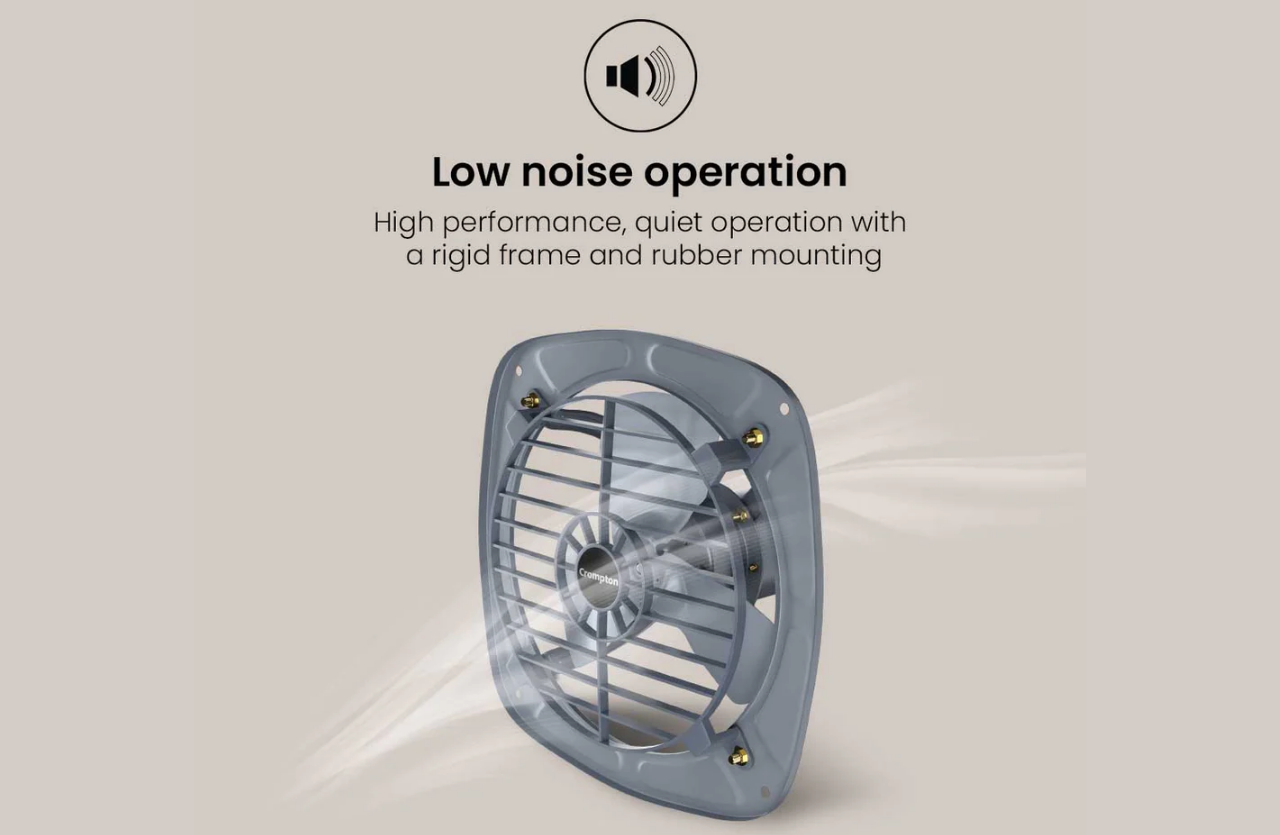 Low noise operation
High performance, quiet operation with
a rigid frame and rubber mounting
Crompton